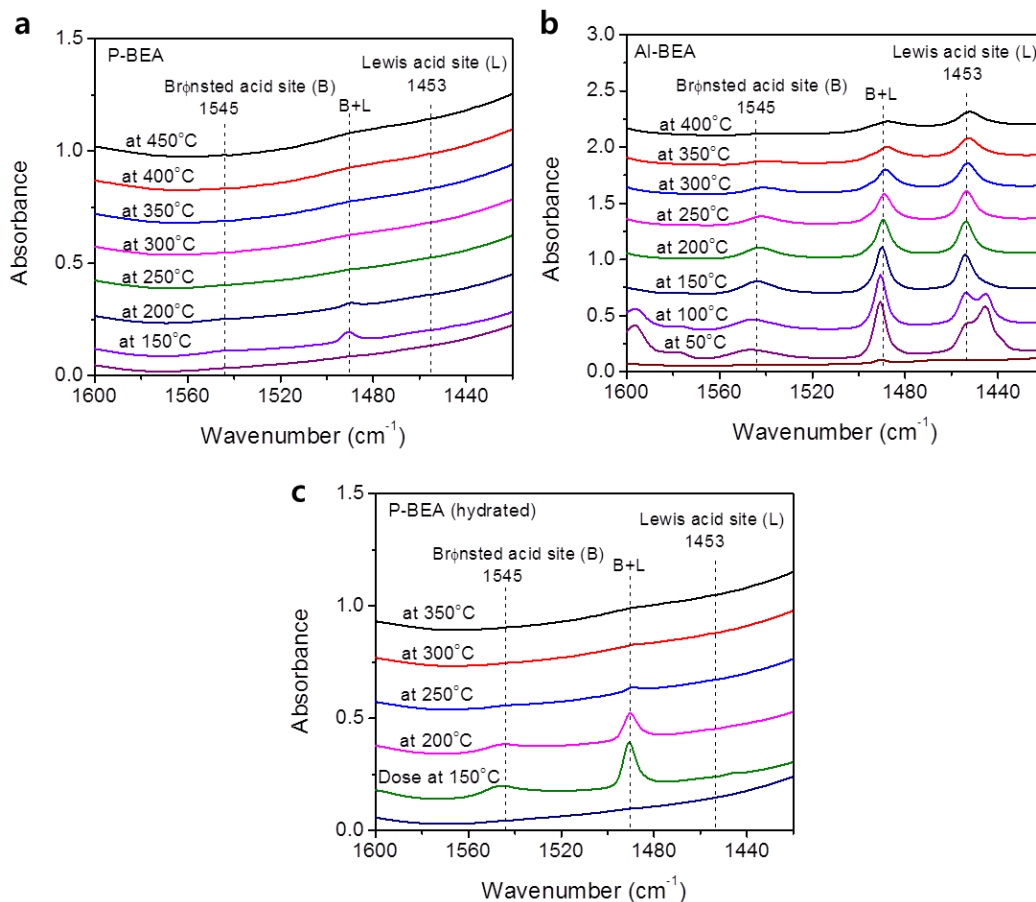 a
P-BEA
Brϕnsted acid site (B)
1545
B+L
Lewis acid site (L)
1453
at 450°C
at 400°C
at 350°C
at 300°C
at 250°C
at 200°C
at 150°C
1.5
1.0
0.5
0.0
Absorbance
1600 1560 1520 1480 1440
Wavenumber (cm-1)
b
Al-BEA
Brϕnsted acid site (B)
1545
B+L
Lewis acid site (L)
1453
at 400°C
at 350°C
at 300°C
at 250°C
at 200°C
at 150°C
at 100°C
at 50°C
3.0
2.5
2.0
1.5
1.0
0.5
0.0
Absorbance
1600 1560 1520 1480 1440
Wavenumber (cm-1)
c
P-BEA (hydrated)
Brϕnsted acid site (B)
1545
B+L
Lewis acid site (L)
1453
at 350°C
at 300°C
at 250°C
at 200°C
Dose at 150°C
1.5
1.0
0.5
0.0
Absorbance
1600 1560 1520 1480 1440
Wavenumber (cm-1)